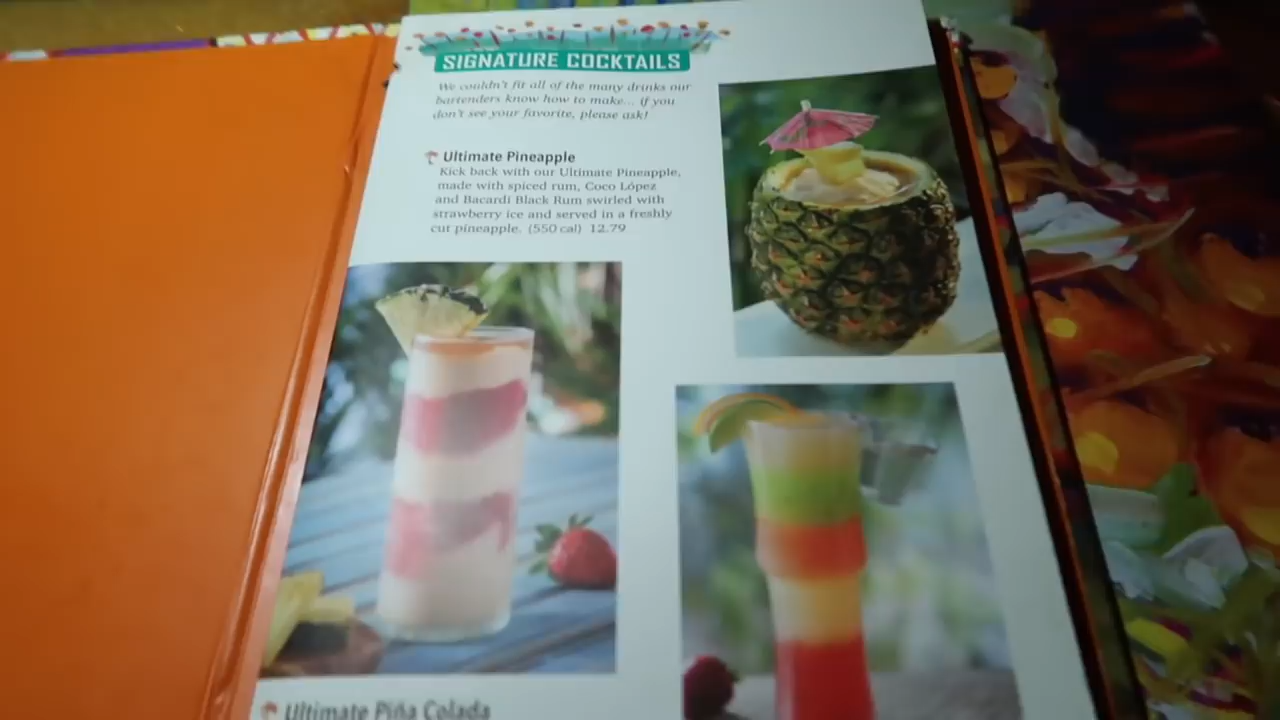 SIGNATURE COCKTAILS
We couldn't fit all of the many drinks our
bartenders know how to make... if you
don't see your favorite, please ask!
Ultimate Pineapple
Kick back with our Ultimate Pineapple,
made with spiced rum, Coco López
and Bacardi Black Rum swirled with
strawberry ice and served in a freshly
cut pineapple. (550 cal) 12.79
Ultimate Piña Colada